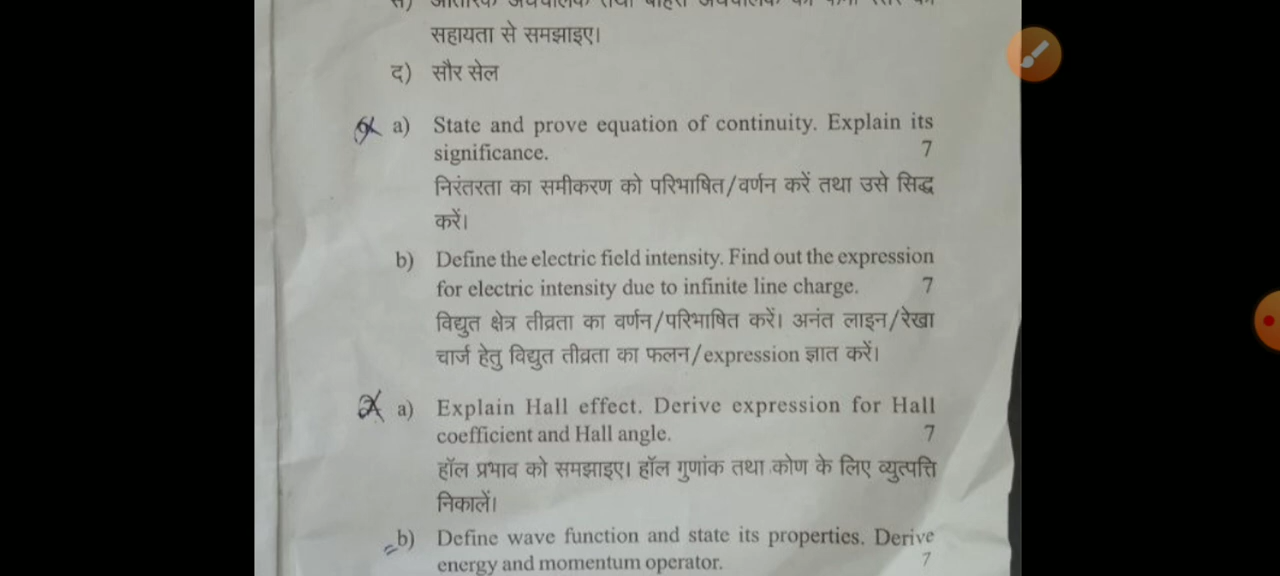 सहायता से समझाइए।
द) सौर सेल
a) State and prove equation of continuity. Explain its
significance. 7
निरंतरता का समीकरण को परिभाषित/वर्णन करें तथा उसे सिद्ध
करें।
b) Define the electric field intensity. Find out the expression
for electric intensity due to infinite line charge. 7
विद्युत क्षेत्र तीव्रता का वर्णन/परिभाषित करें। अनंत लाइन/रेखा
चार्ज हेतु विद्युत तीव्रता का फलन/expression ज्ञात करें।
a) Explain Hall effect. Derive expression for Hall
coefficient and Hall angle. 7
हॉल प्रभाव को समझाइए। हॉल गुणांक तथा कोण के लिए व्युत्पत्ति
निकालें।
b) Define wave function and state its properties. Derive
energy and momentum operator. 7